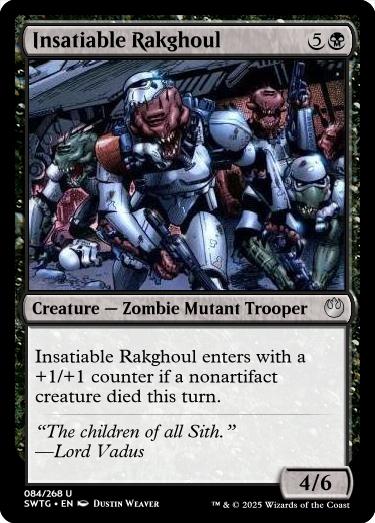 Insatiable Rakghoul 5
Creature — Zombie Mutant Trooper
Insatiable Rakghoul enters with a
+1/+1 counter if a nonartifact
creature died this turn.
“The children of all Sith.”
—Lord Vadus
4/6
084/268 U
SWTG • EN DUSTIN WEAVER
™ & © 2025 Wizards of the Coast